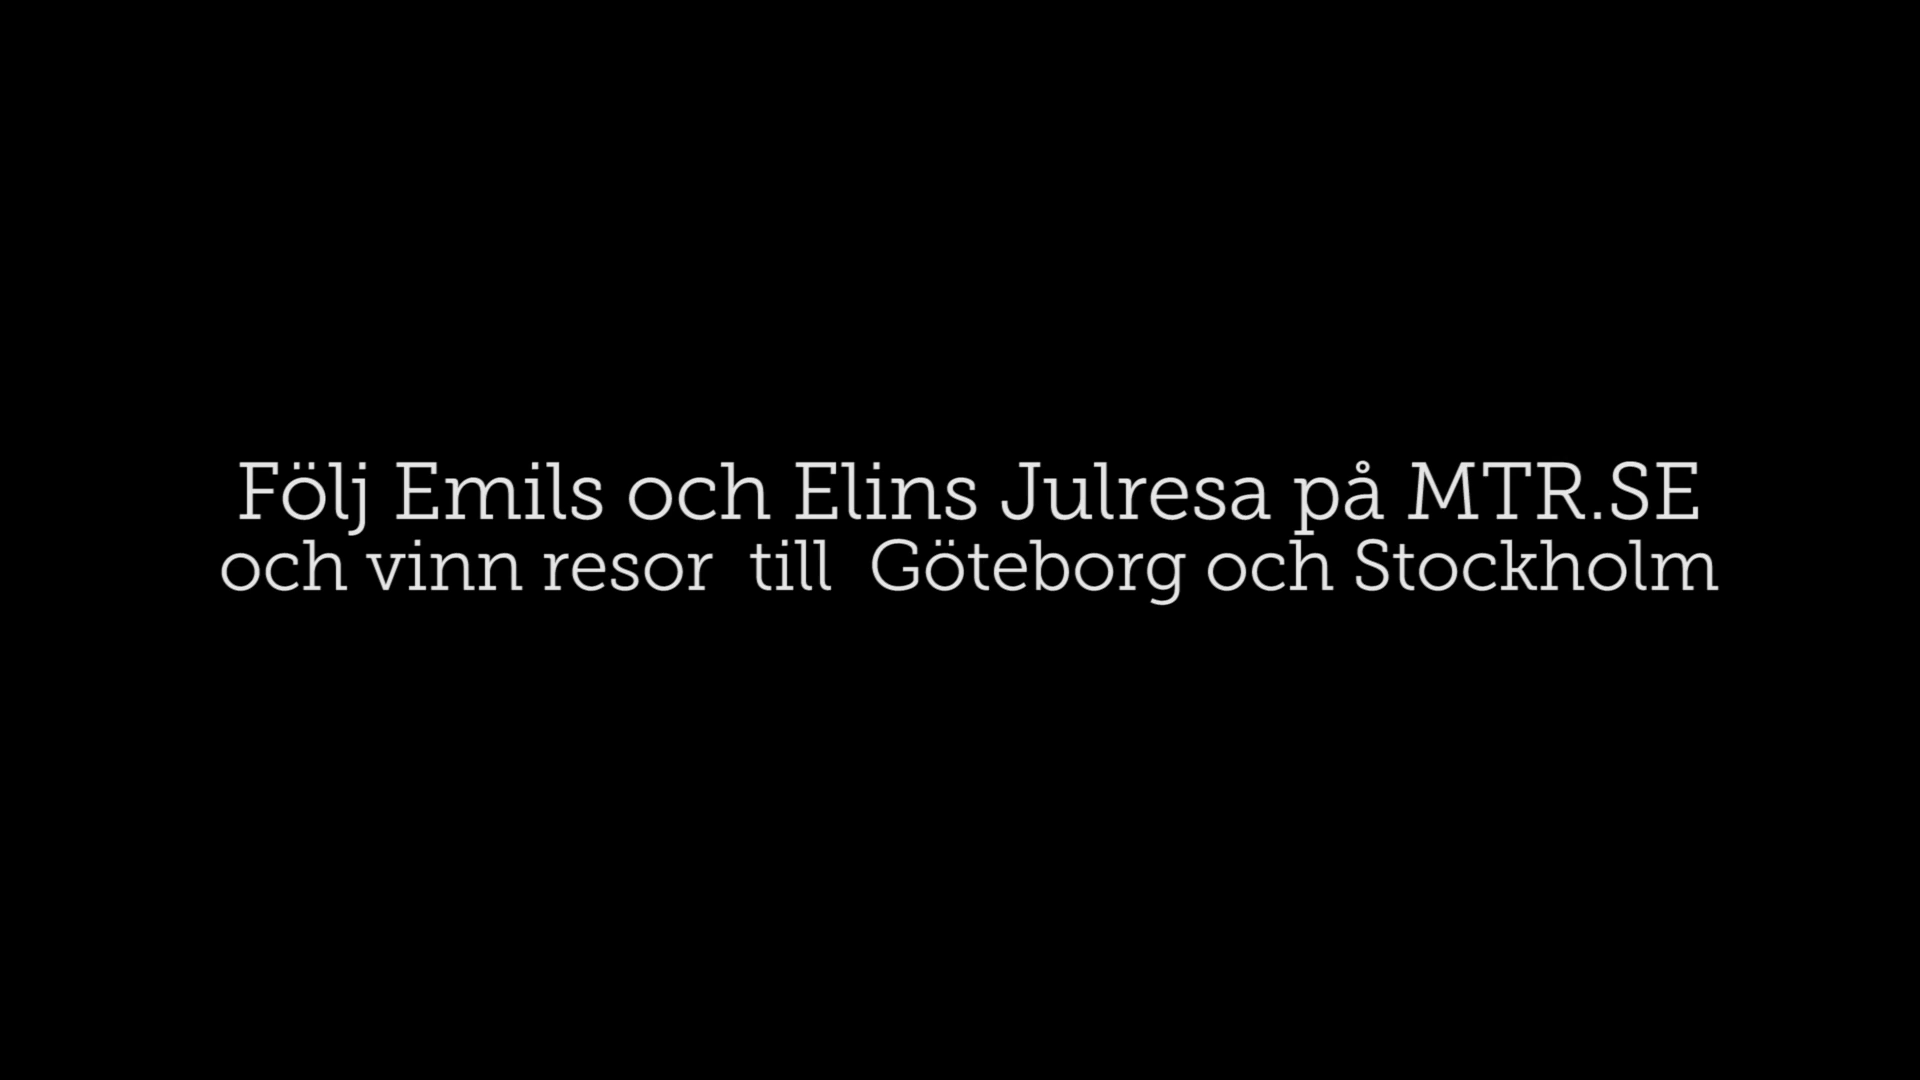 Följ Emils och Elins Julresa på MTR.SE
och vinn resor  till  Göteborg och Stockholm